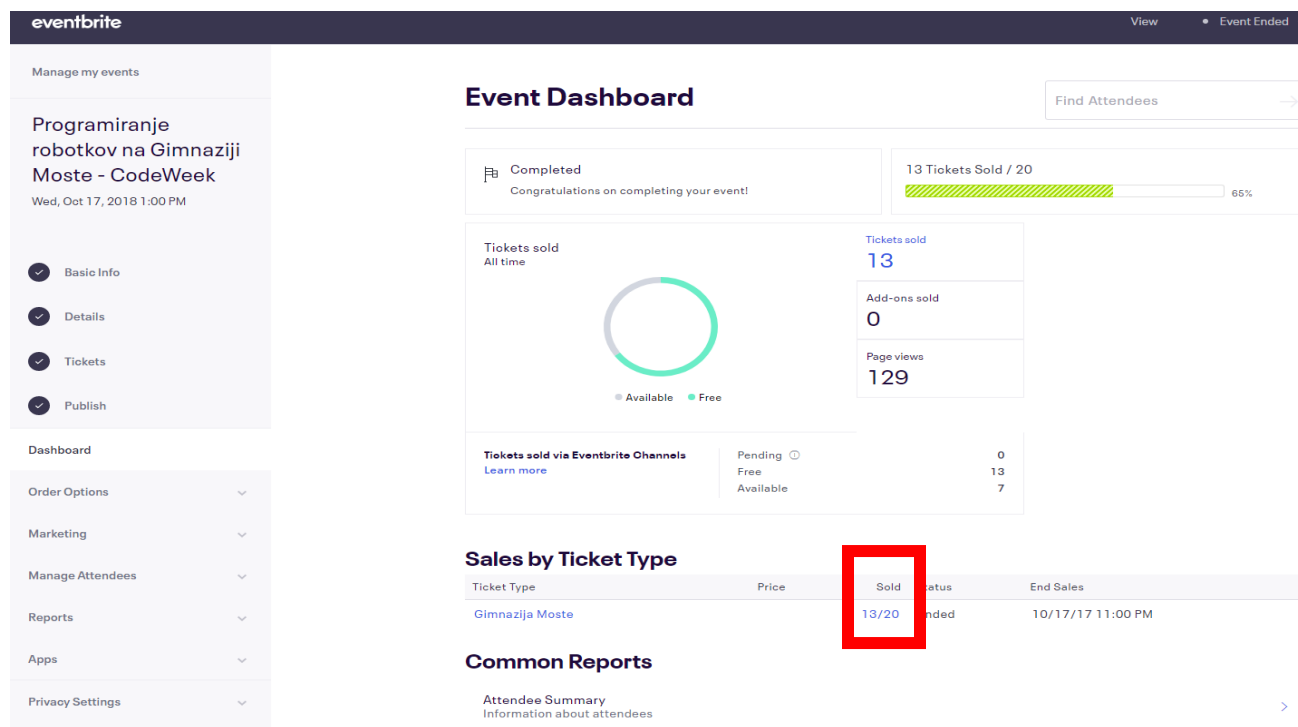 eventbrite
View
Event Ended
Manage my events
Programiranje
robotkov na Gimnaziji
Moste - CodeWeek
Wed, Oct 17, 2018 1:00 PM
Basic Info
Details
Tickets
Publish
Dashboard
Order Options
Marketing
Manage Attendees
Reports
Apps
Privacy Settings
Event Dashboard
Find Attendees
Completed
Congratulations on completing your event!
13 Tickets Sold / 20
65%
Tickets sold
All time
Available Free
Tickets sold
13
Add-ons sold
0
Page views
129
Tickets sold via Eventbrite Channels
Learn more
Pending 0
Free 13
Available 7
Sales by Ticket Type
Ticket Type Price Sold tatus End Sales
Gimnazija Moste 13/20 nded 10/17/17 11:00 PM
Common Reports
Attendee Summary
Information about attendees